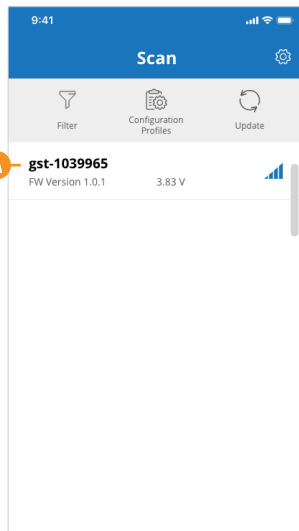 9:41
Scan
Filter
Configuration
Profiles
Update
gst-1039965
FW Version 1.0.1 3.83 V